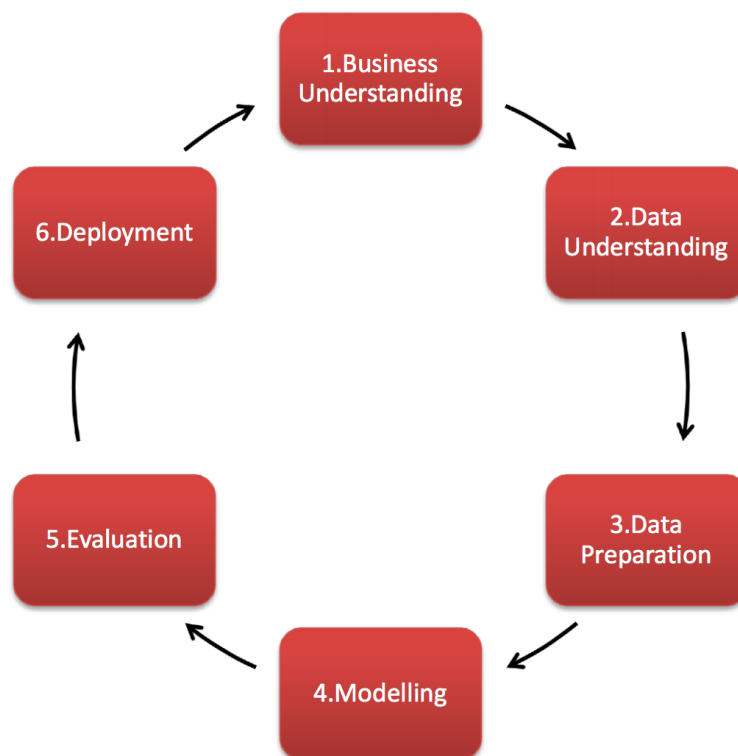 1.Business
Understanding
2.Data
Understanding
3.Data
Preparation
4.Modelling
5.Evaluation
6.Deployment